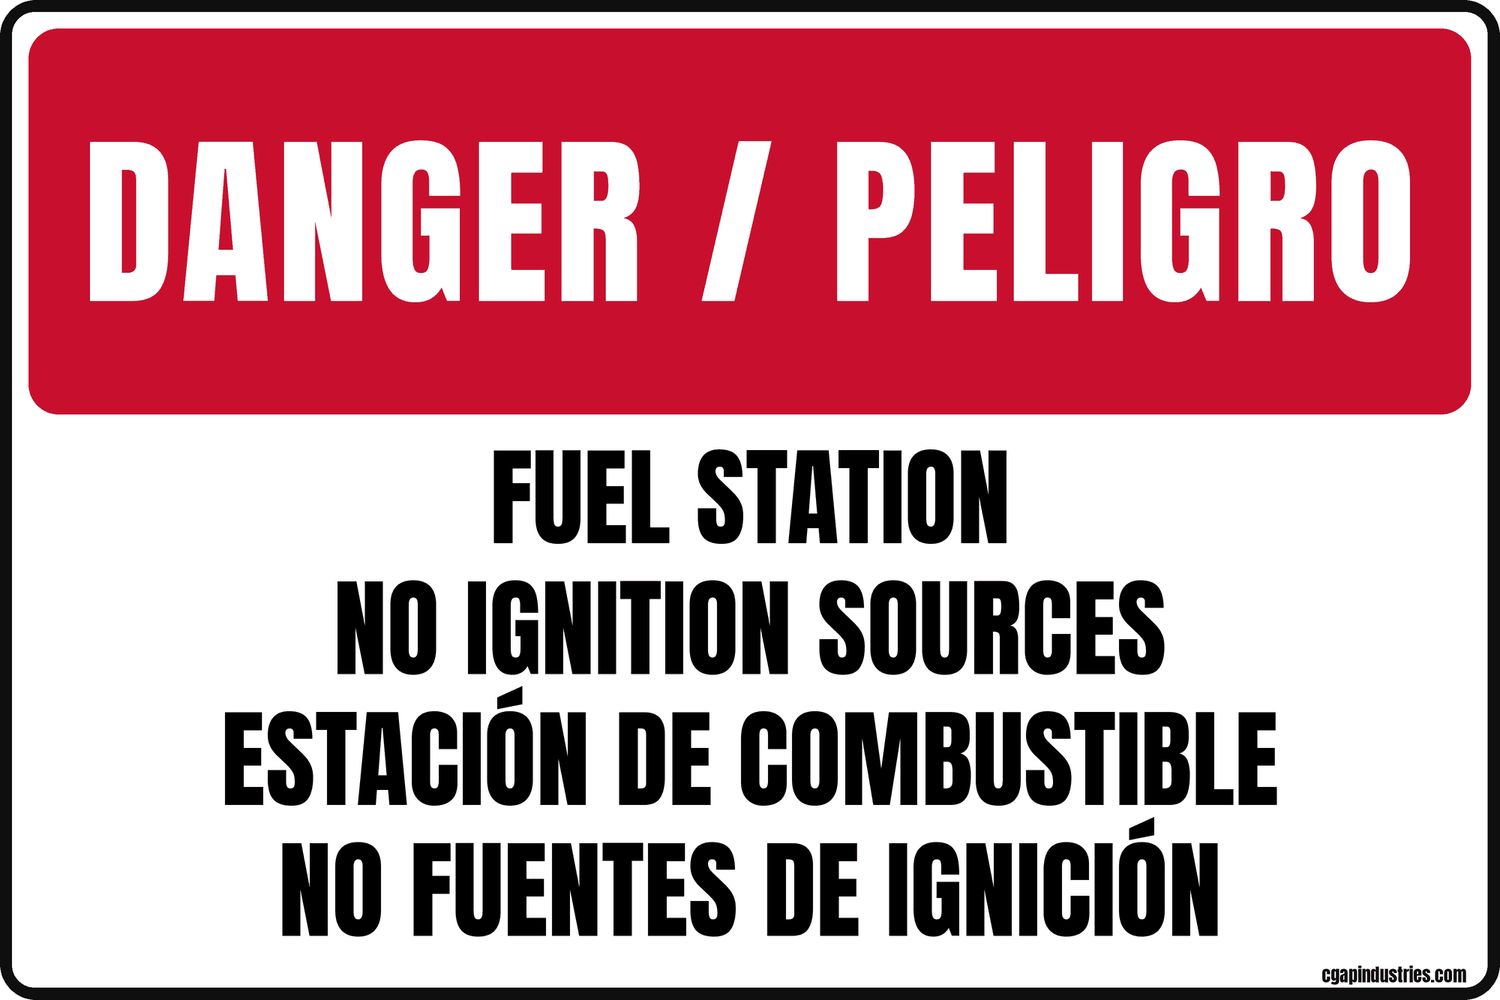 DANGER / PELIGRO
FUEL STATION
NO IGNITION SOURCES
ESTACIÓN DE COMBUSTIBLE
NO FUENTES DE IGNICIÓN
cgapindustries.com